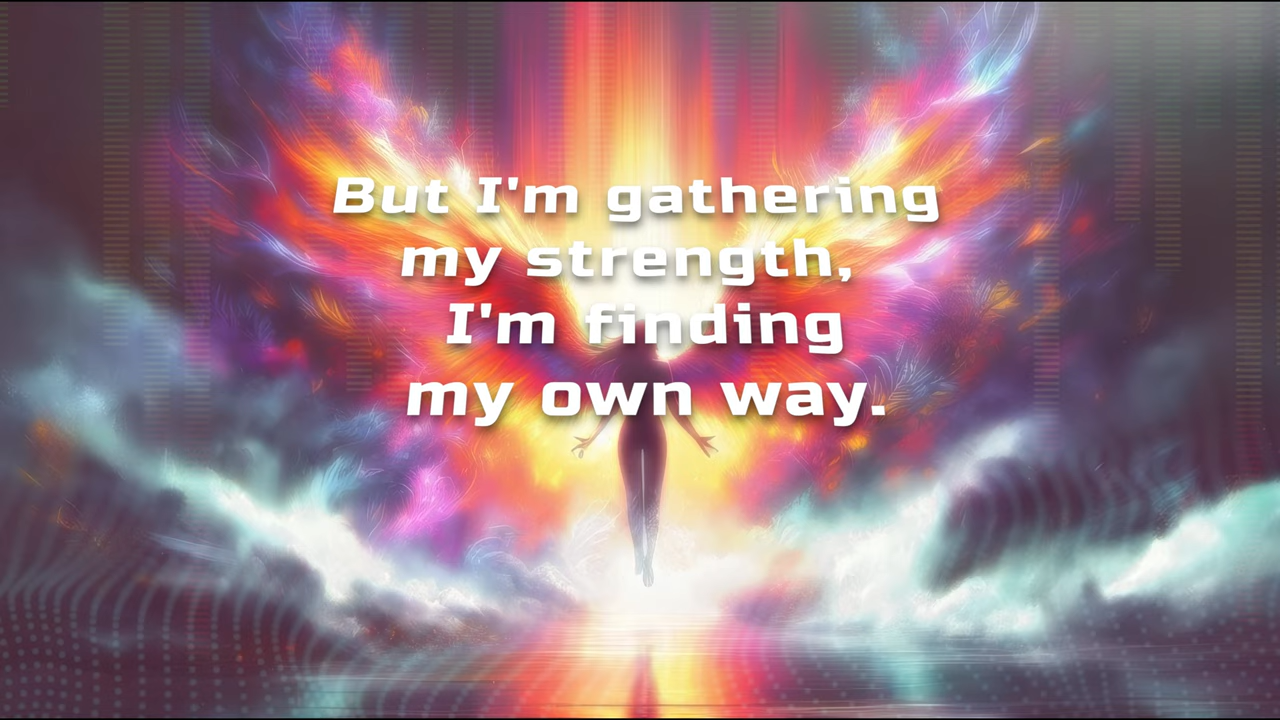 But I'm gathering
my strength,
I'm finding
my own way.